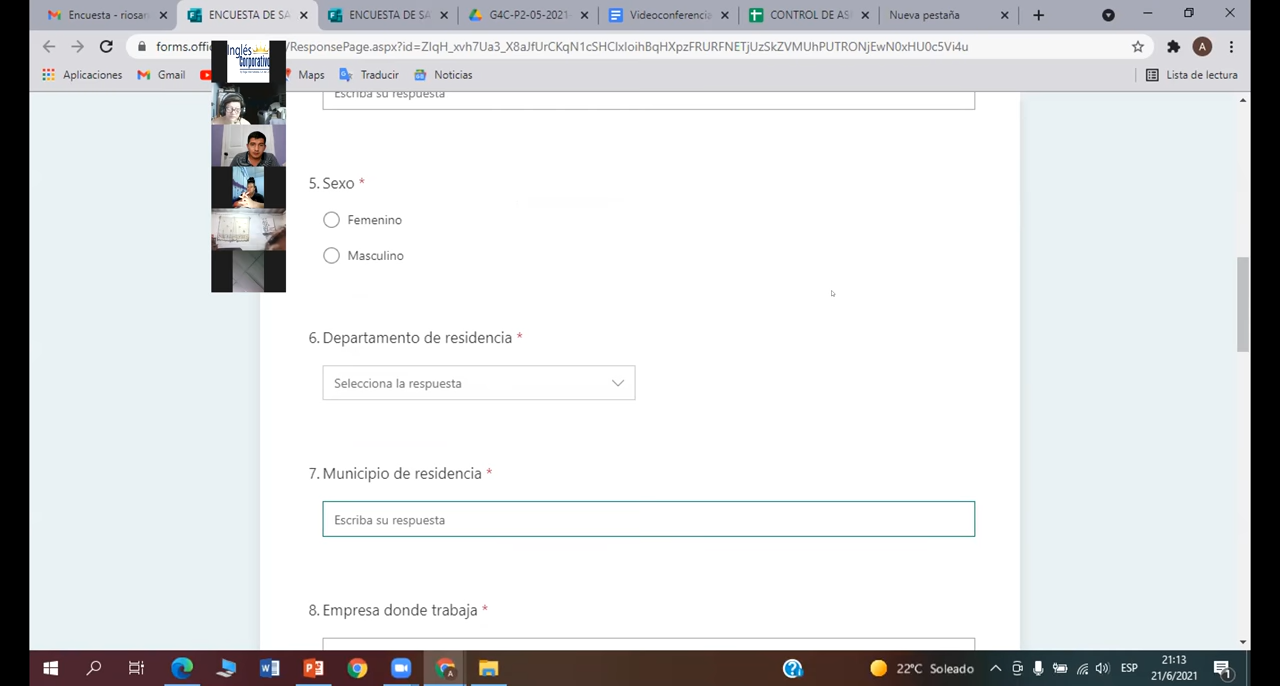 Encuesta - riosan
ENCUESTA DE SA
ENCUESTA DE SA
G4C-P2-05-2021-
Videoconferencia
CONTROL DE AS
Nueva pestaña
forms.offi
/ResponsePage.aspx?id=ZIqH_xvh7Ua3_X8aJfUrCKqN1cSHClxIoihBqHXpzFRURFNETjUzSkZVMUhPUTRONjEwN0xHU0c5Vi4u
Aplicaciones
Gmail
Maps
Traducir
Noticias
Lista de lectura
Inglés
Corporativo
Escriba su respuesta
5. Sexo *
Femenino
Masculino
6. Departamento de residencia *
Selecciona la respuesta
7. Municipio de residencia *
Escriba su respuesta
8. Empresa donde trabaja *
22°C Soleado
ESP
21:13
21/6/2021